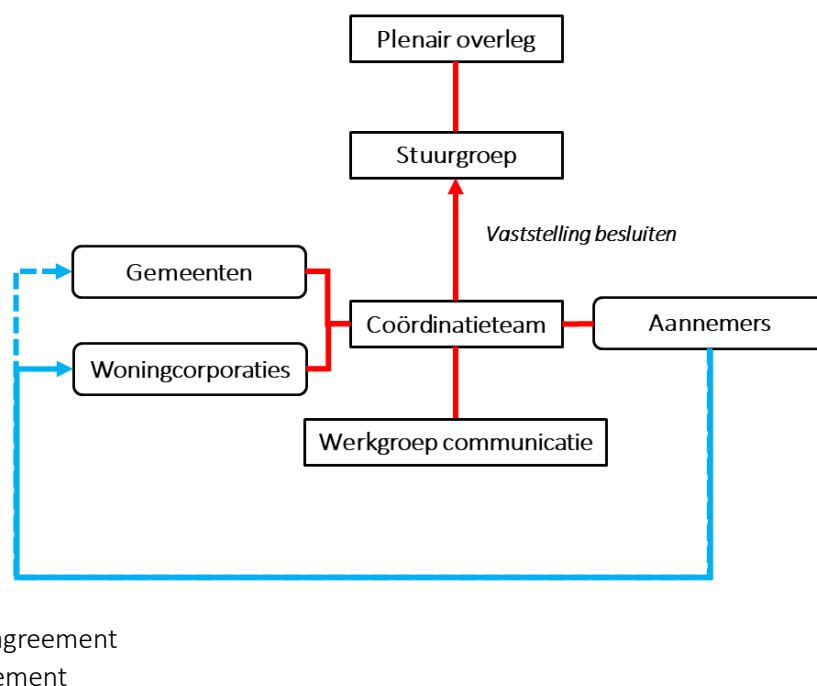 Plenair overleg
Stuurgroep
Vaststelling besluiten
Gemeenten
Coördinatieteam
Aannemers
Woningcorporaties
Werkgroep communicatie